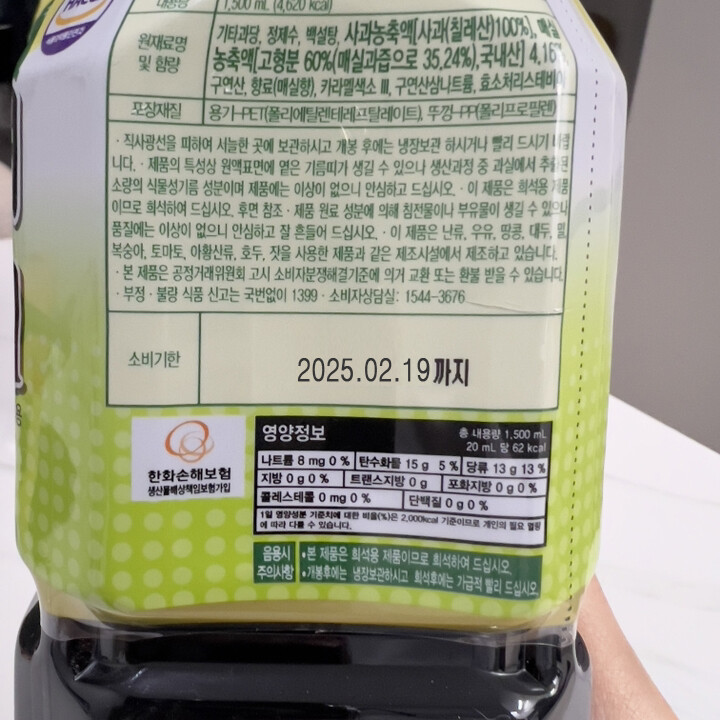 내용량 1,500 mL (4,620 kcal)
원재료명 및 함량
기타과당, 정제수, 백설탕, 사과농축액[사과(칠레산)100%], 매실
농축액[고형분 60%(매실과즙으로 35.24%), 국내산] 4.16%,
구연산, 향료(매실향), 카라멜색소 Ⅲ, 구연산삼나트륨, 효소처리스테비아
포장재질 용기-PET(폴리에틸렌테레프탈레이트), 뚜껑-PP(폴리프로필렌)
· 직사광선을 피하여 서늘한 곳에 보관하시고 개봉 후에는 냉장보관 하시거나 빨리 드시기 바랍
니다. · 제품의 특성상 원액표면에 옅은 기름띠가 생길 수 있으나 생산과정 중 과실에서 추출된
소량의 식물성기름 성분이며 제품에는 이상이 없으니 안심하고 드십시오. · 이 제품은 희석용 제품
이므로 희석하여 드십시오. 후면 참조 · 제품 원료 성분에 의해 침전물이나 부유물이 생길 수 있으나
품질에는 이상이 없으니 안심하고 잘 흔들어 드십시오. · 이 제품은 난류, 우유, 땅콩, 대두, 밀,
복숭아, 토마토, 아황산류, 호두, 잣을 사용한 제품과 같은 제조시설에서 제조하고 있습니다.
· 본 제품은 공정거래위원회 고시 소비자분쟁해결기준에 의거 교환 또는 환불 받을 수 있습니다.
· 부정 · 불량 식품 신고는 국번없이 1399 · 소비자상담실: 1544-3676
소비기한 2025.02.19까지
한화손해보험
생산물배상책임보험가입
영양정보
총 내용량 1,500 mL
20 mL 당 62 kcal
나트륨 8 mg 0 % 탄수화물 15 g 5 % 당류 13 g 13 %
지방 0 g 0 % 트랜스지방 0 g 포화지방 0 g 0 %
콜레스테롤 0 mg 0 % 단백질 0 g 0 %
1일 영양성분 기준치에 대한 비율(%)은 2,000kcal 기준이므로 개인의 필요 열량
에 따라 다를 수 있습니다.
음용시 주의사항
•본 제품은 희석용 제품이므로 희석하여 드십시오.
•개봉후에는 냉장보관하시고 희석후에는 가급적 빨리 드십시오.